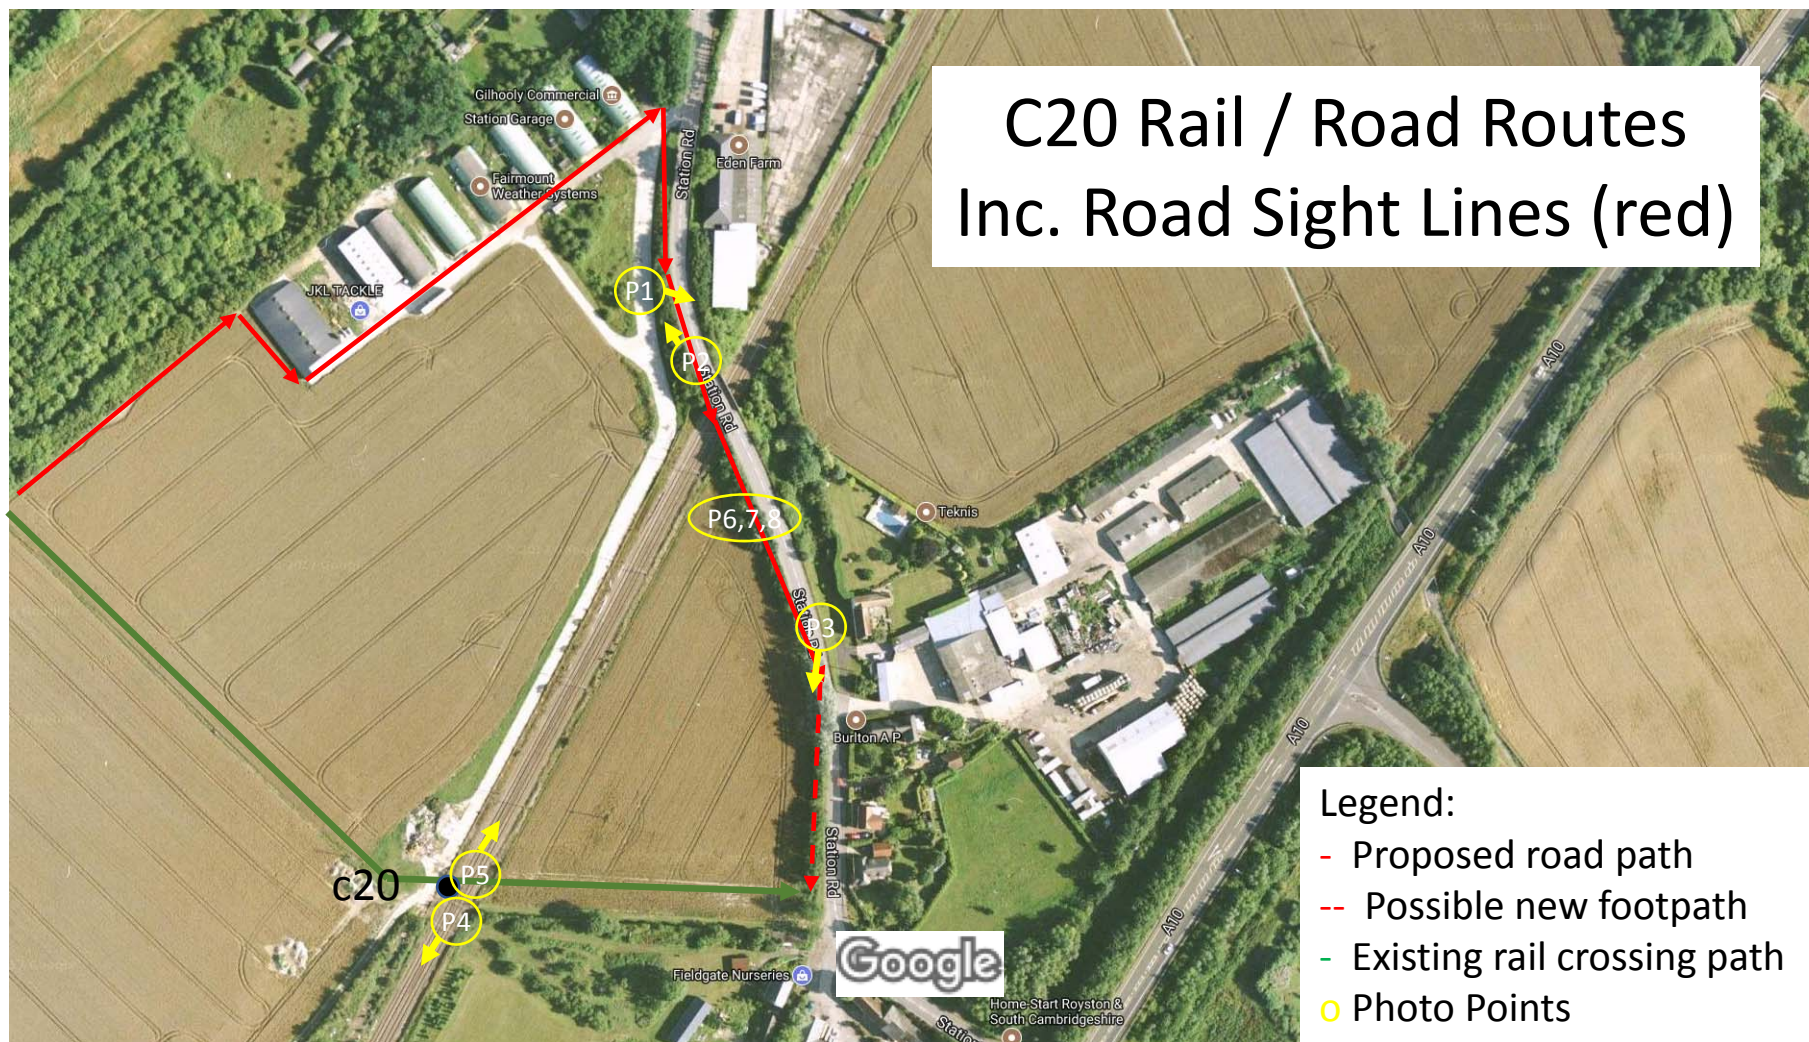 C20 Rail / Road Routes
Inc. Road Sight Lines (red)
Gilhooly Commercial
Station Garage
Station Rd
Eden Farm
Fairmount
Weather Systems
JKL TACKLE
P1
P2
Station Rd
A10
P6,7,8
Teknis
A10
Station Rd
P3
Burlton A P
A10
Legend:
- Proposed road path
-- Possible new footpath
- Existing rail crossing path
o Photo Points
Station Rd
c20
P5
P4
A10
Fieldgate Nurseries
Google
Home-Start Royston &
South Cambridgeshire